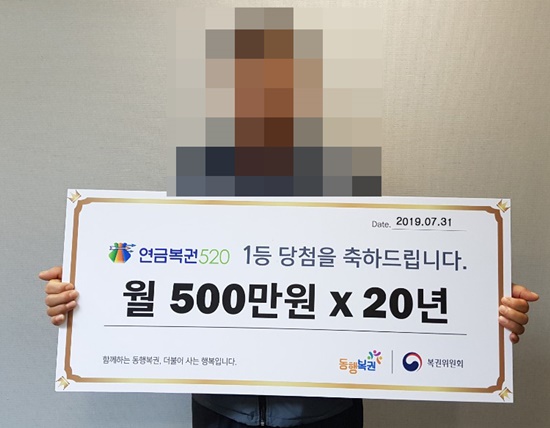 Date. 2019.07.31
연금복권520 1등 당첨을 축하드립니다.
월 500만원 X 20년
함께하는 동행복권, 더불이 사는 행복입니다.
동행복권 복권위원회